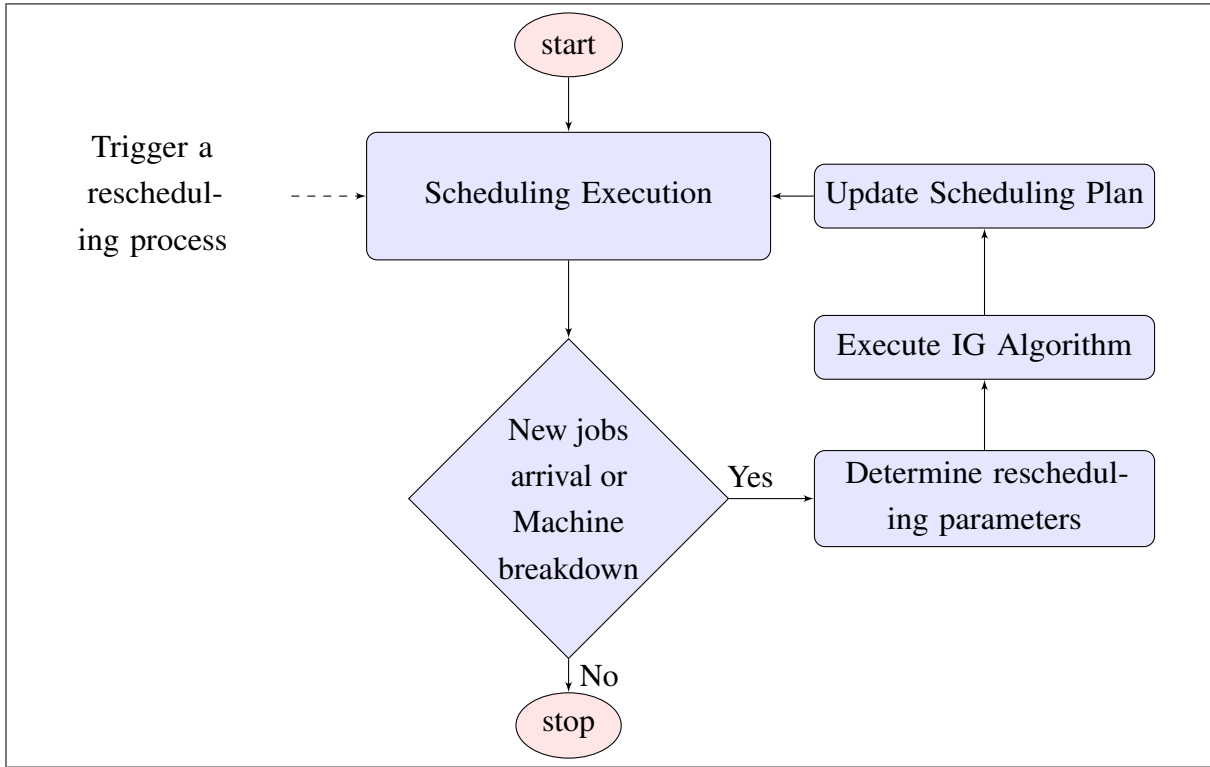 start
Trigger a
reschedul-
ing process
Scheduling Execution
Update Scheduling Plan
Execute IG Algorithm
New jobs
arrival or
Machine
breakdown
Yes
Determine reschedul-
ing parameters
No
stop